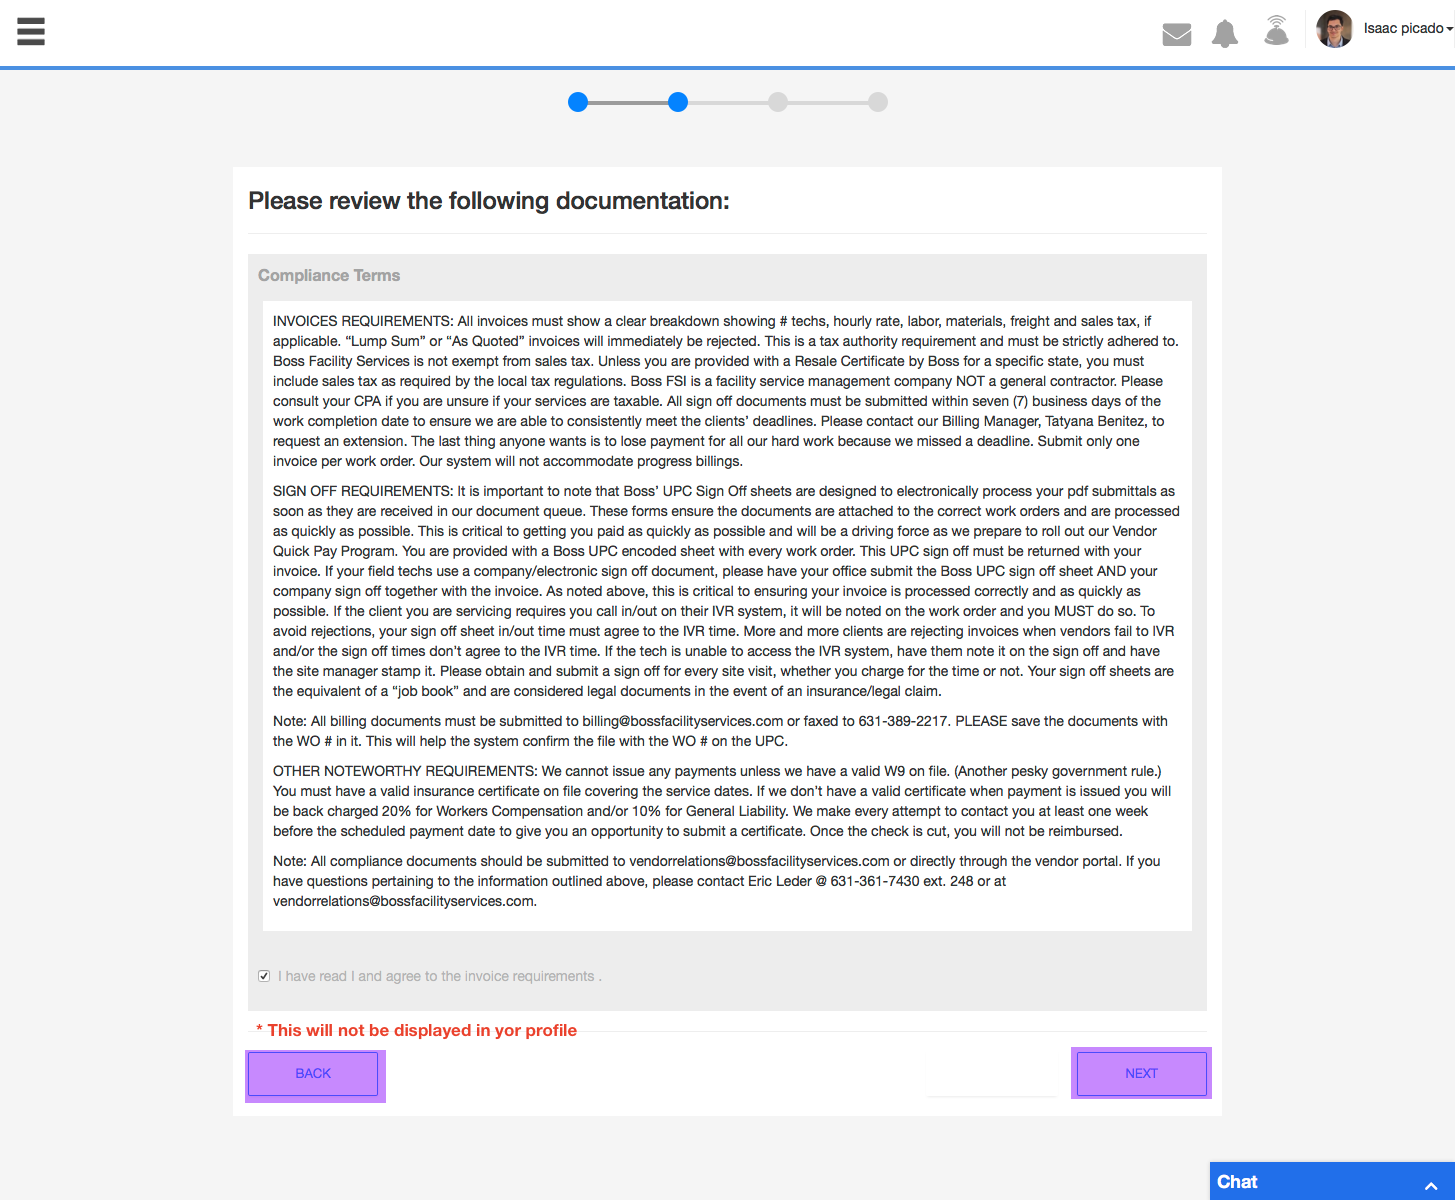 Isaac picado
Please review the following documentation:
Compliance Terms
INVOICES REQUIREMENTS: All invoices must show a clear breakdown showing # techs, hourly rate, labor, materials, freight and sales tax, if
applicable. “Lump Sum” or “As Quoted” invoices will immediately be rejected. This is a tax authority requirement and must be strictly adhered to.
Boss Facility Services is not exempt from sales tax. Unless you are provided with a Resale Certificate by Boss for a specific state, you must
include sales tax as required by the local tax regulations. Boss FSI is a facility service management company NOT a general contractor. Please
consult your CPA if you are unsure if your services are taxable. All sign off documents must be submitted within seven (7) business days of the
work completion date to ensure we are able to consistently meet the clients’ deadlines. Please contact our Billing Manager, Tatyana Benitez, to
request an extension. The last thing anyone wants is to lose payment for all our hard work because we missed a deadline. Submit only one
invoice per work order. Our system will not accommodate progress billings.
SIGN OFF REQUIREMENTS: It is important to note that Boss’ UPC Sign Off sheets are designed to electronically process your pdf submittals as
soon as they are received in our document queue. These forms ensure the documents are attached to the correct work orders and are processed
as quickly as possible. This is critical to getting you paid as quickly as possible and will be a driving force as we prepare to roll out our Vendor
Quick Pay Program. You are provided with a Boss UPC encoded sheet with every work order. This UPC sign off must be returned with your
invoice. If your field techs use a company/electronic sign off document, please have your office submit the Boss UPC sign off sheet AND your
company sign off together with the invoice. As noted above, this is critical to ensuring your invoice is processed correctly and as quickly as
possible. If the client you are servicing requires you call in/out on their IVR system, it will be noted on the work order and you MUST do so. To
avoid rejections, your sign off sheet in/out time must agree to the IVR time. More and more clients are rejecting invoices when vendors fail to IVR
and/or the sign off times don't agree to the IVR time. If the tech is unable to access the IVR system, have them note it on the sign off and have
the site manager stamp it. Please obtain and submit a sign off for every site visit, whether you charge for the time or not. Your sign off sheets are
the equivalent of a “job book” and are considered legal documents in the event of an insurance/legal claim.
Note: All billing documents must be submitted to billing@bossfacilityservices.com or faxed to 631-389-2217. PLEASE save the documents with
the WO # in it. This will help the system confirm the file with the WO # on the UPC.
OTHER NOTEWORTHY REQUIREMENTS: We cannot issue any payments unless we have a valid W9 on file. (Another pesky government rule.)
You must have a valid insurance certificate on file covering the service dates. If we don't have a valid certificate when payment is issued you will
be back charged 20% for Workers Compensation and/or 10% for General Liability. We make every attempt to contact you at least one week
before the scheduled payment date to give you an opportunity to submit a certificate. Once the check is cut, you will not be reimbursed.
Note: All compliance documents should be submitted to vendorrelations@bossfacilityservices.com or directly through the vendor portal. If you
have questions pertaining to the information outlined above, please contact Eric Leder @ 631-361-7430 ext. 248 or at
vendorrelations@bossfacilityservices.com.
I have read I and agree to the invoice requirements .
* This will not be displayed in yor profile
BACK
NEXT
Chat